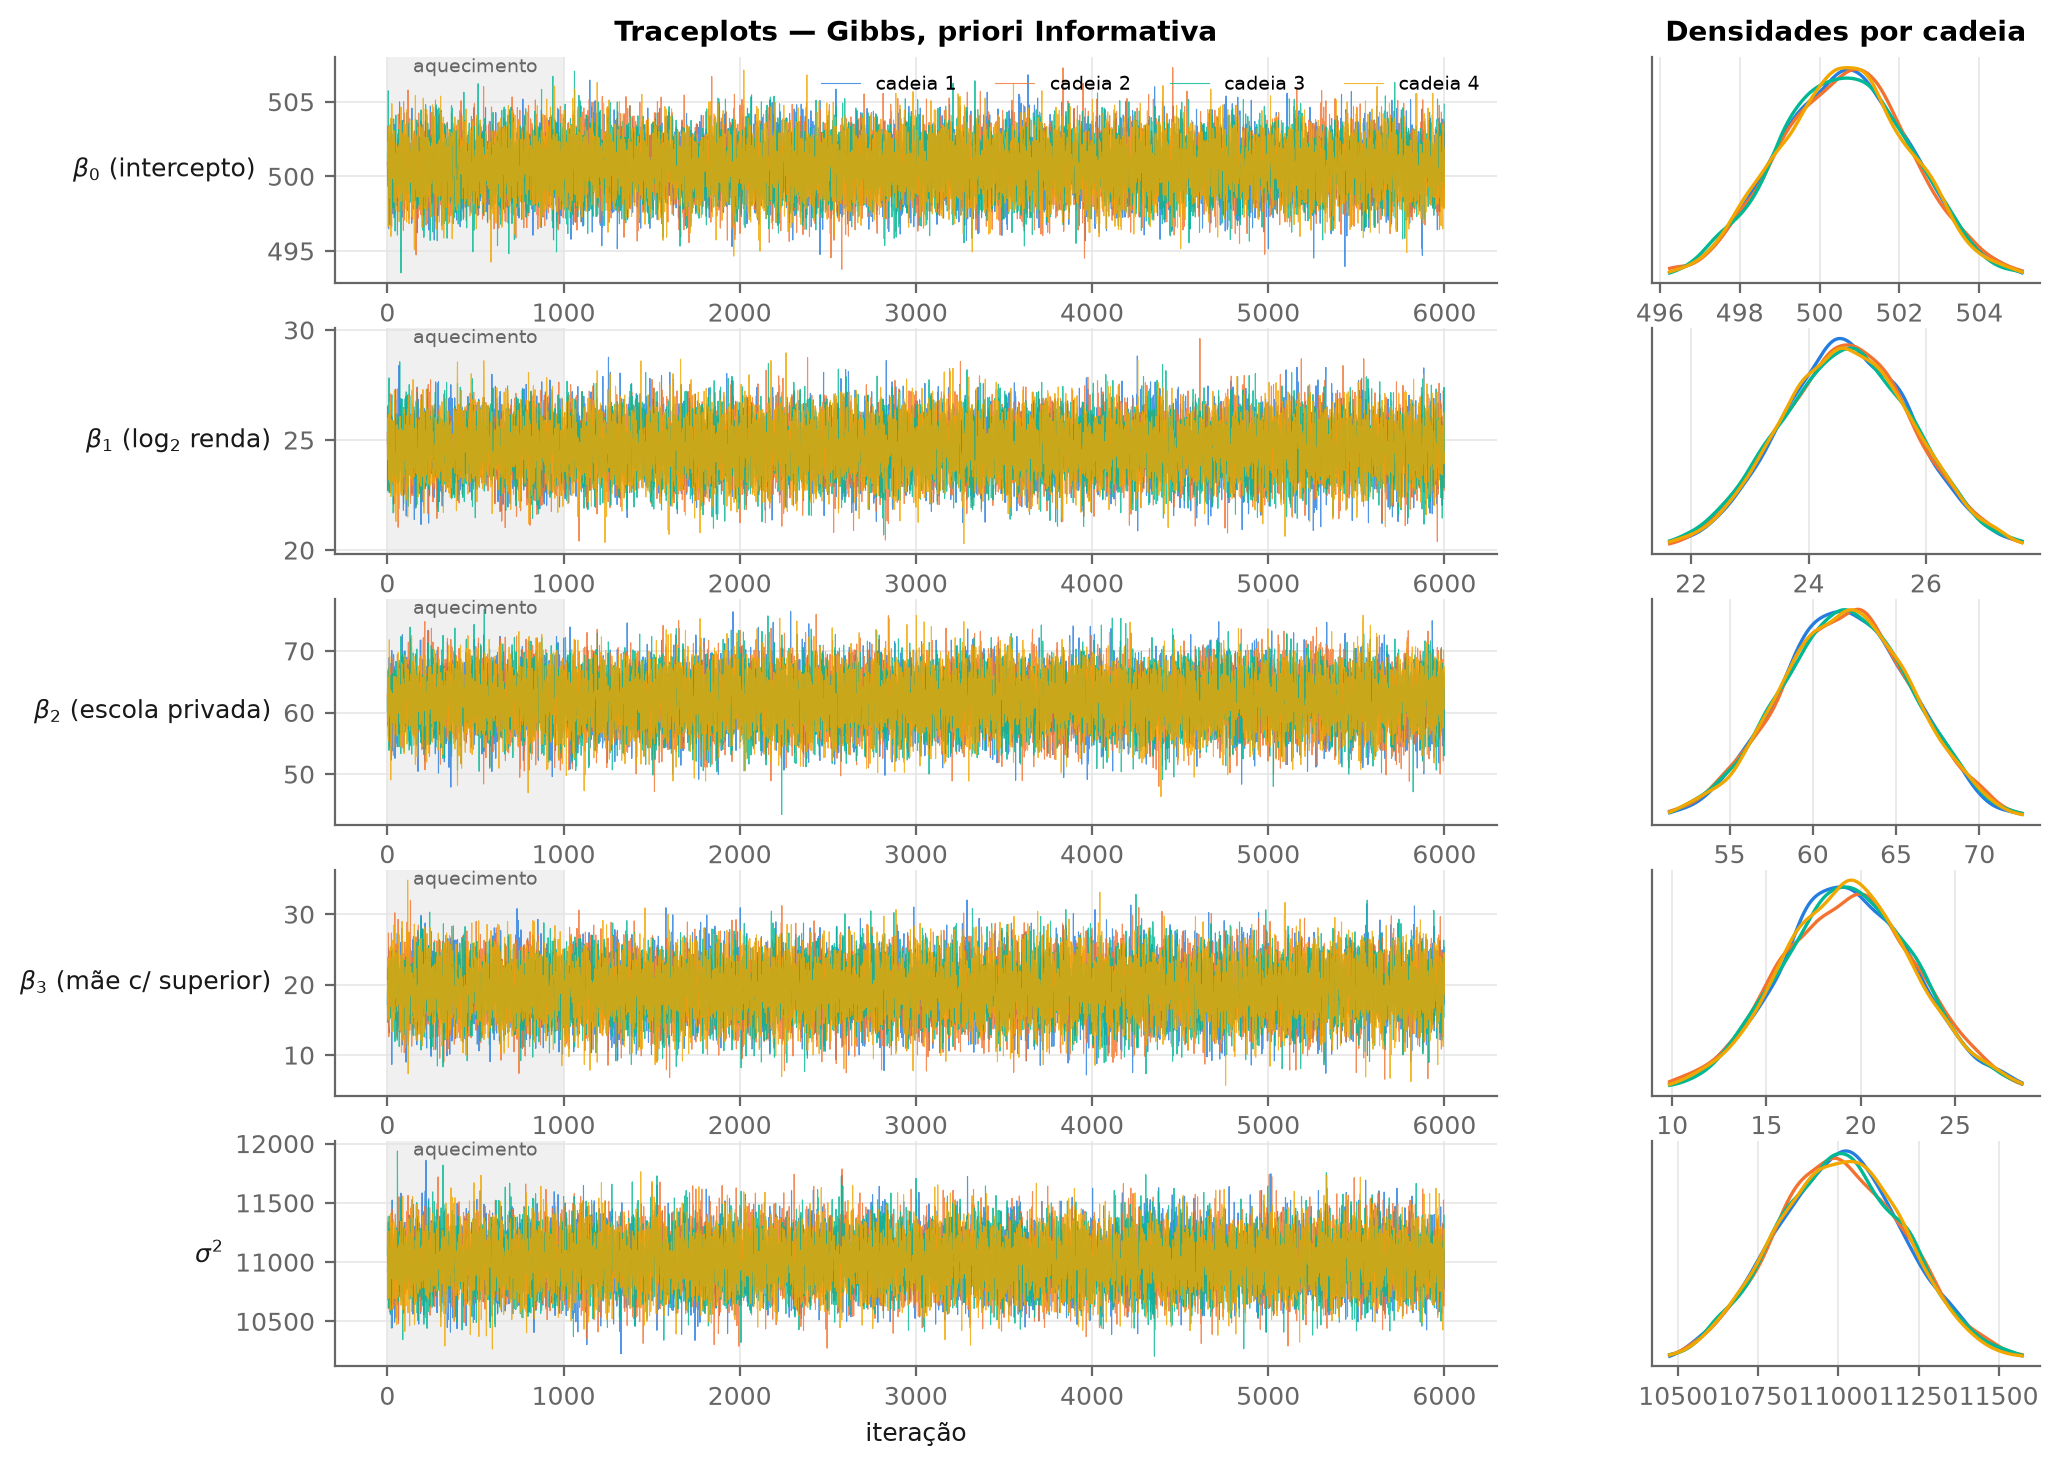 Traceplots — Gibbs, priori Informativa
Densidades por cadeia
aquecimento
cadeia 1 cadeia 2 cadeia 3 cadeia 4
β₀ (intercepto)
505
500
495
0 1000 2000 3000 4000 5000 6000
496 498 500 502 504
aquecimento
β₁ (log₂ renda)
30
25
20
0 1000 2000 3000 4000 5000 6000
22 24 26
aquecimento
β₂ (escola privada)
70
60
50
0 1000 2000 3000 4000 5000 6000
55 60 65 70
aquecimento
β₃ (mãe c/ superior)
30
20
10
0 1000 2000 3000 4000 5000 6000
10 15 20 25
aquecimento
σ²
12000
11500
11000
10500
0 1000 2000 3000 4000 5000 6000
10500 10750 11000 11250 11500
iteração